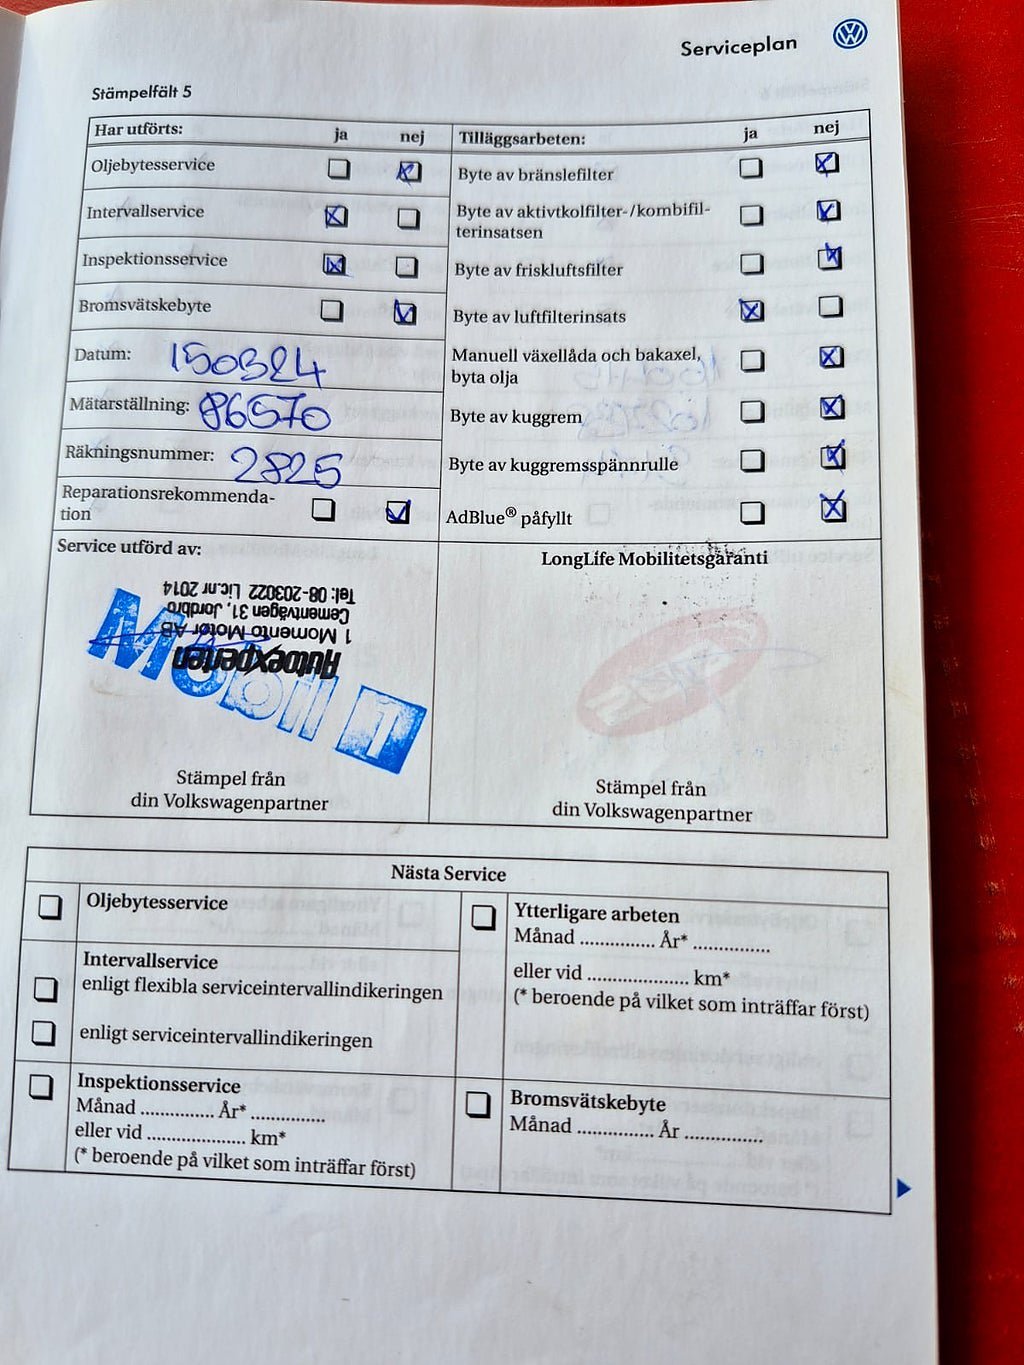 Serviceplan
Stämpelfält 5
Har utförts: ja nej
Oljebytesservice
Intervallservice
Inspektionsservice
Bromsvätskebyte
Datum: 150324
Mätarställning: 86570
Räkningsnummer: 2825
Reparationsrekommenda-
tion
Tilläggsarbeten: ja nej
Byte av bränslefilter
Byte av aktivtkolfilter-/kombifil-
terinsatsen
Byte av friskluftsfilter
Byte av luftfilterinsats
Manuell växellåda och bakaxel,
byta olja
Byte av kuggrem
Byte av kuggremsspännrulle
AdBlue® påfyllt
Service utförd av:
Autoexperten
1 Momento Motor AB
Cementvägen 31, Jordbro
Tel: 08-203022 Lic.nr 2014
Mobil 1
Stämpel från
din Volkswagenpartner
LongLife Mobilitetsgaranti
Stämpel från
din Volkswagenpartner
Nästa Service
Oljebytesservice
Intervallservice
enligt flexibla serviceintervallindikeringen
enligt serviceintervallindikeringen
Inspektionsservice
Månad .............. År* ..............
eller vid ................... km*
(* beroende på vilket som inträffar först)
Ytterligare arbeten
Månad .............. År* ..............
eller vid ................... km*
(* beroende på vilket som inträffar först)
Bromsvätskebyte
Månad .............. År ...............